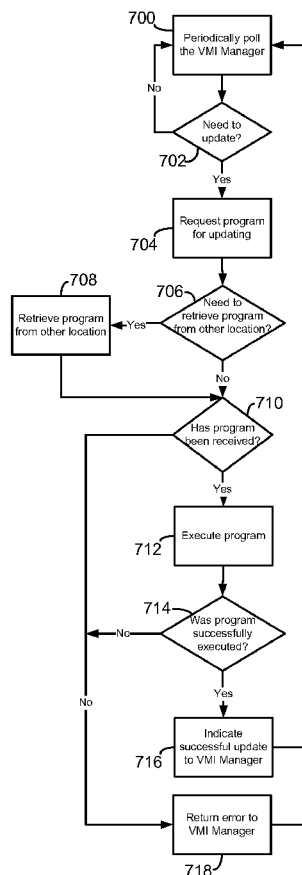 700
Periodically poll
the VMI Manager
No
Need to
update?
702
Yes
Request program
for updating
704
706
Need to
retrieve program
from other location?
708
Retrieve program
from other location
Yes
No
710
Has program
been received?
Yes
712
Execute program
714
Was program
successfully
executed?
No
Yes
No
Indicate
successful update
to VMI Manager
716
Return error to
VMI Manager
718